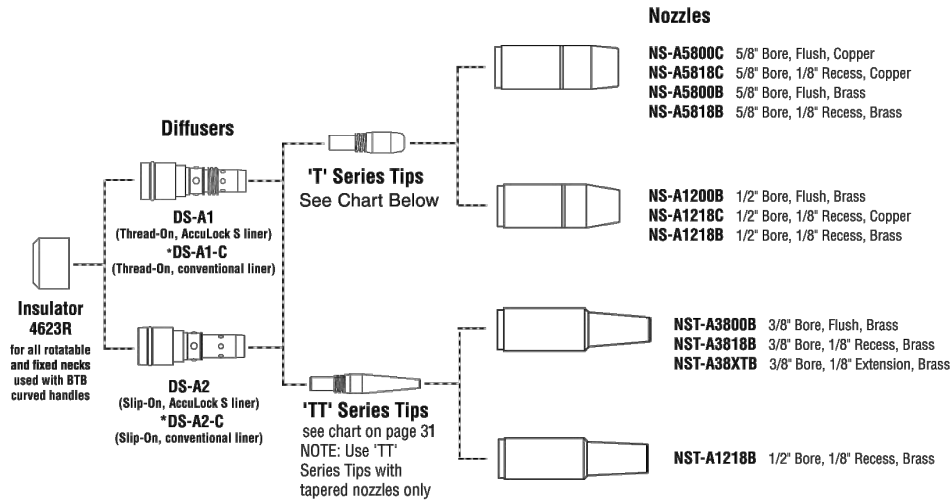 Nozzles
NS-A5800C 5/8" Bore, Flush, Copper
NS-A5818C 5/8" Bore, 1/8" Recess, Copper
NS-A5800B 5/8" Bore, Flush, Brass
NS-A5818B 5/8" Bore, 1/8" Recess, Brass
Diffusers
'T' Series Tips
See Chart Below
NS-A1200B 1/2" Bore, Flush, Brass
NS-A1218C 1/2" Bore, 1/8" Recess, Copper
NS-A1218B 1/2" Bore, 1/8" Recess, Brass
DS-A1
(Thread-On, AccuLock S liner)
*DS-A1-C
(Thread-On, conventional liner)
Insulator
4623R
for all rotatable
and fixed necks
used with BTB
curved handles
NST-A3800B 3/8" Bore, Flush, Brass
NST-A3818B 3/8" Bore, 1/8" Recess, Brass
NST-A38XTB 3/8" Bore, 1/8" Extension, Brass
DS-A2
(Slip-On, AccuLock S liner)
*DS-A2-C
(Slip-On, conventional liner)
'TT' Series Tips
see chart on page 31
NOTE: Use 'TT'
Series Tips with
tapered nozzles only
NST-A1218B 1/2" Bore, 1/8" Recess, Brass